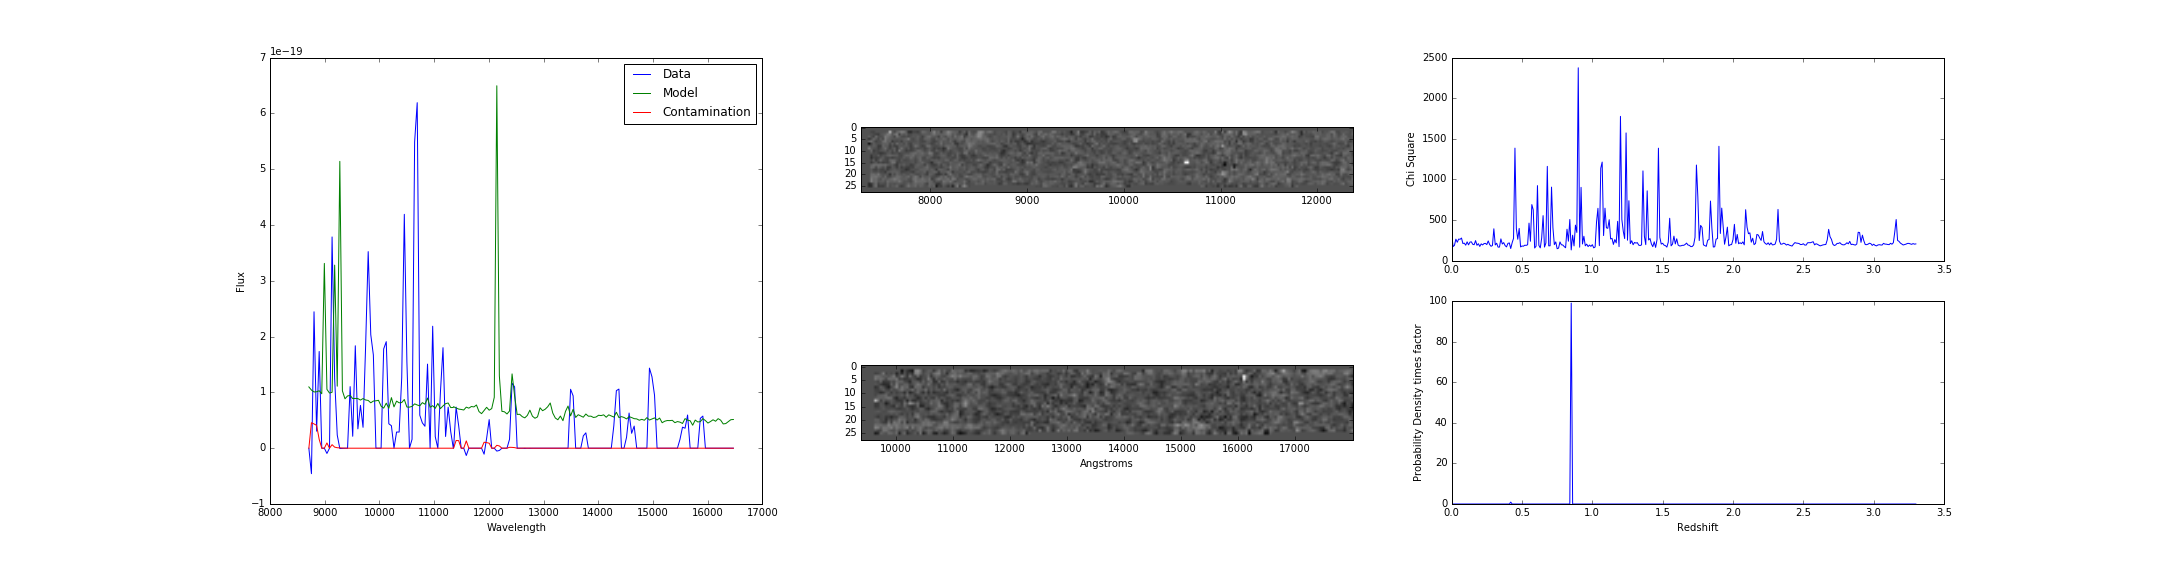 1e−19
7
6
5
4
3
2
1
0
−1
Flux
8000 9000 10000 11000 12000 13000 14000 15000 16000 17000
Wavelength
Data
Model
Contamination
0
5
10
15
20
25
8000 9000 10000 11000 12000
0
5
10
15
20
25
10000 11000 12000 13000 14000 15000 16000 17000
Angstroms
2500
2000
1500
1000
500
0
Chi Square
0.0 0.5 1.0 1.5 2.0 2.5 3.0 3.5
100
80
60
40
20
0
Probability Density times factor
0.0 0.5 1.0 1.5 2.0 2.5 3.0 3.5
Redshift